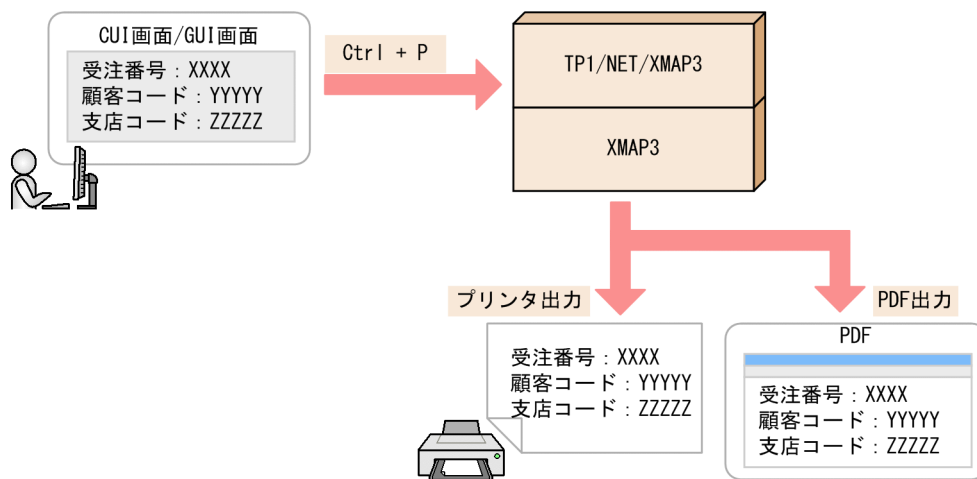 CUI画面/GUI画面
受注番号：XXXX
顧客コード：YYYYY
支店コード：ZZZZZ
Ctrl + P
TP1/NET/XMAP3
XMAP3
プリンタ出力
受注番号：XXXX
顧客コード：YYYYY
支店コード：ZZZZZ
PDF出力
PDF
受注番号：XXXX
顧客コード：YYYYY
支店コード：ZZZZZ